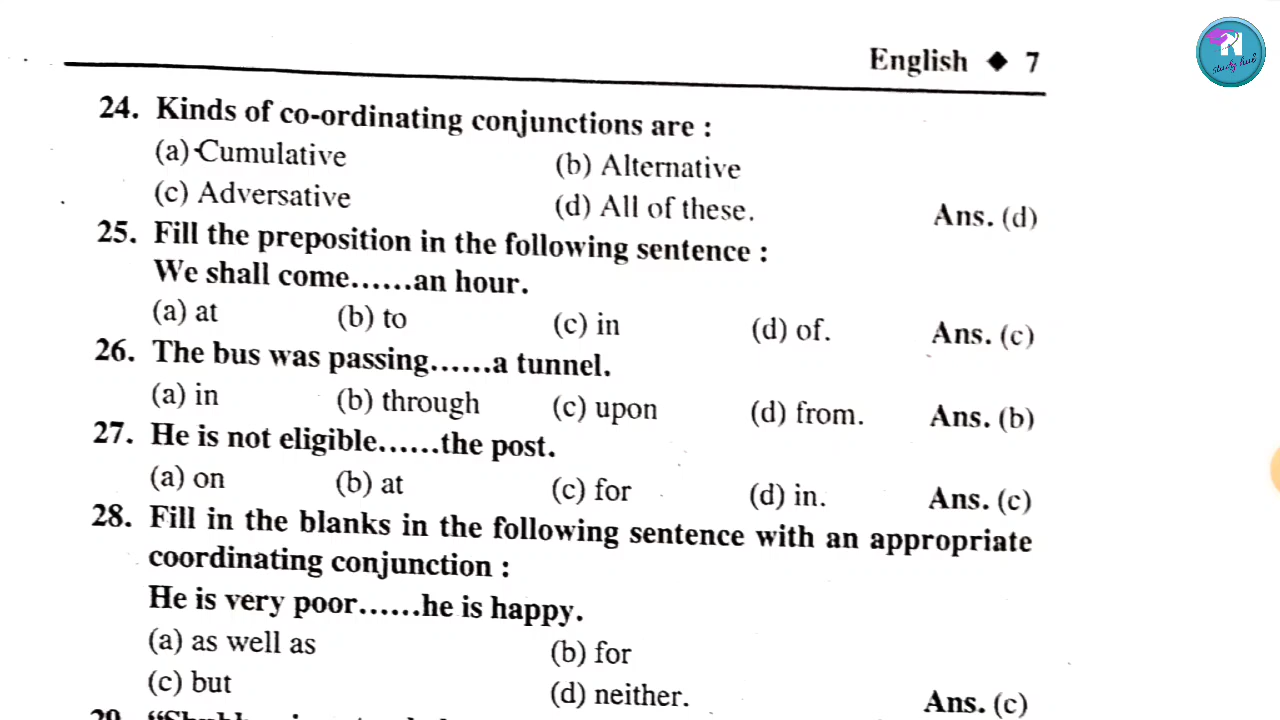 English ◆ 7
N
study hub
24. Kinds of co-ordinating conjunctions are :
(a) Cumulative (b) Alternative
(c) Adversative (d) All of these. Ans. (d)
25. Fill the preposition in the following sentence :
We shall come......an hour.
(a) at (b) to (c) in (d) of. Ans. (c)
26. The bus was passing......a tunnel.
(a) in (b) through (c) upon (d) from. Ans. (b)
27. He is not eligible......the post.
(a) on (b) at (c) for (d) in. Ans. (c)
28. Fill in the blanks in the following sentence with an appropriate
coordinating conjunction :
He is very poor......he is happy.
(a) as well as (b) for
(c) but (d) neither. Ans. (c)
29.